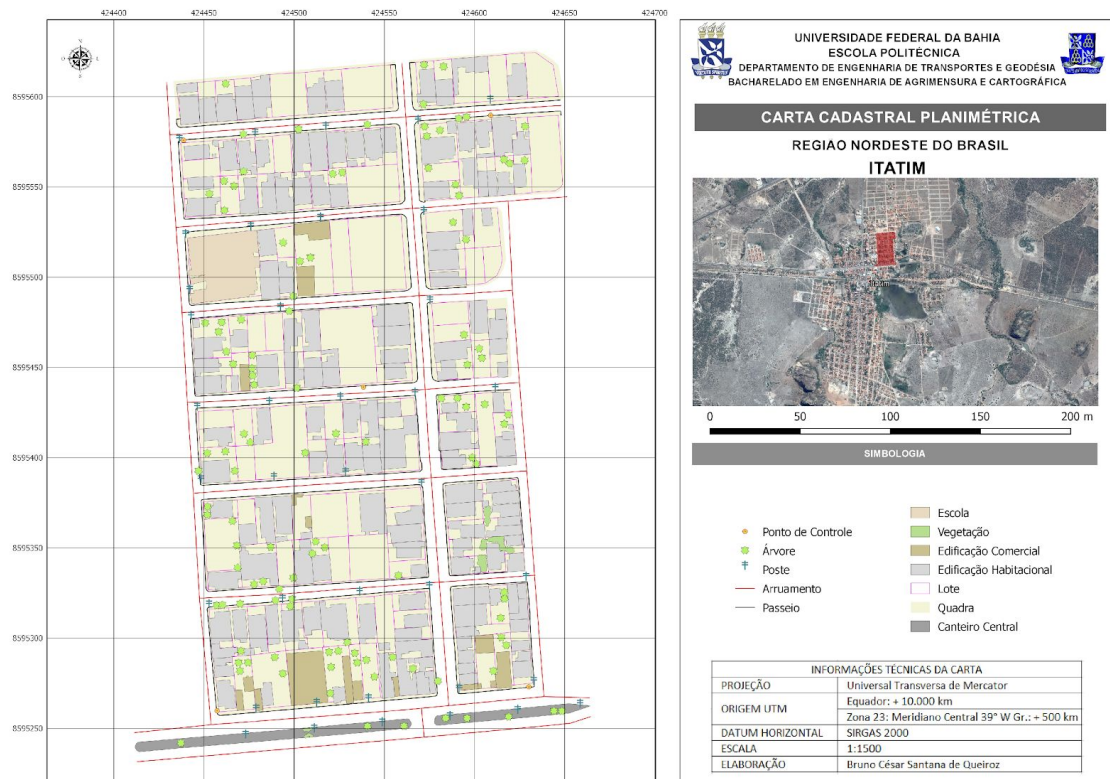 424400 424450 424500 424550 424600 424650 424700
8595600
8595550
8595500
8595450
8595400
8595350
8595300
8595250
UNIVERSIDADE FEDERAL DA BAHIA
ESCOLA POLITÉCNICA
DEPARTAMENTO DE ENGENHARIA DE TRANSPORTES E GEODÉSIA
BACHARELADO EM ENGENHARIA DE AGRIMENSURA E CARTOGRÁFICA
CARTA CADASTRAL PLANIMÉTRICA
REGIAO NORDESTE DO BRASIL
ITATIM
Itatim
0 50 100 150 200 m
SIMBOLOGIA
Ponto de Controle
Árvore
Poste
Arruamento
Passeio
Escola
Vegetação
Edificação Comercial
Edificação Habitacional
Lote
Quadra
Canteiro Central
INFORMAÇÕES TÉCNICAS DA CARTA
PROJEÇÃO Universal Transversa de Mercator
ORIGEM UTM Equador: + 10.000 km
Zona 23: Meridiano Central 39° W Gr.: + 500 km
DATUM HORIZONTAL SIRGAS 2000
ESCALA 1:1500
ELABORAÇÃO Bruno César Santana de Queiroz